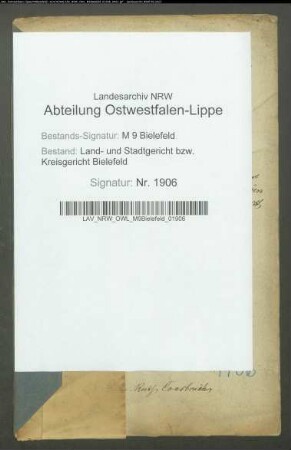 Landesarchiv NRW
Abteilung Ostwestfalen-Lippe
Bestands-Signatur: M 9 Bielefeld
Bestand: Land- und Stadtgericht bzw.
Kreisgericht Bielefeld
Signatur: Nr. 1906
LAV_NRW_OWL_M9Bielefeld_01906